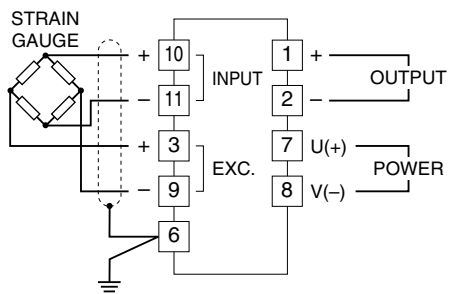 STRAIN
GAUGE
+ 10
INPUT
− 11
+ 3
EXC.
− 9
6
1 +
OUTPUT
2 −
7 U(+)
POWER
8 V(−)